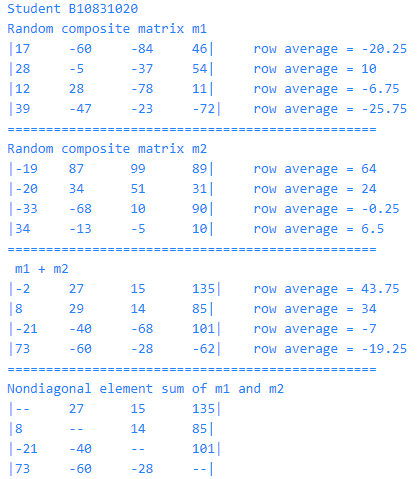 Student B10831020
Random composite matrix m1
|17 -60 -84 46| row average = -20.25
|28 -5 -37 54| row average = 10
|12 28 -78 11| row average = -6.75
|39 -47 -23 -72| row average = -25.75
================================================
Random composite matrix m2
|-19 87 99 89| row average = 64
|-20 34 51 31| row average = 24
|-33 -68 10 90| row average = -0.25
|34 -13 -5 10| row average = 6.5
================================================
m1 + m2
|-2 27 15 135| row average = 43.75
|8 29 14 85| row average = 34
|-21 -40 -68 101| row average = -7
|73 -60 -28 -62| row average = -19.25
================================================
Nondiagonal element sum of m1 and m2
|-- 27 15 135|
|8 -- 14 85|
|-21 -40 -- 101|
|73 -60 -28 --|